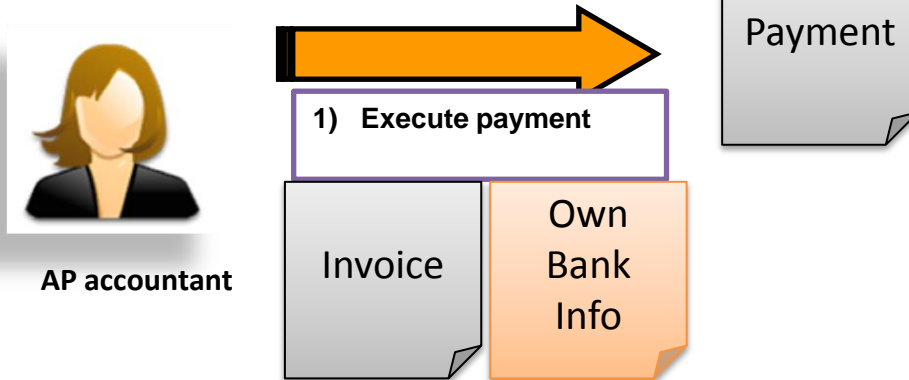 Payment
1) Execute payment
AP accountant
Invoice
Own
Bank
Info